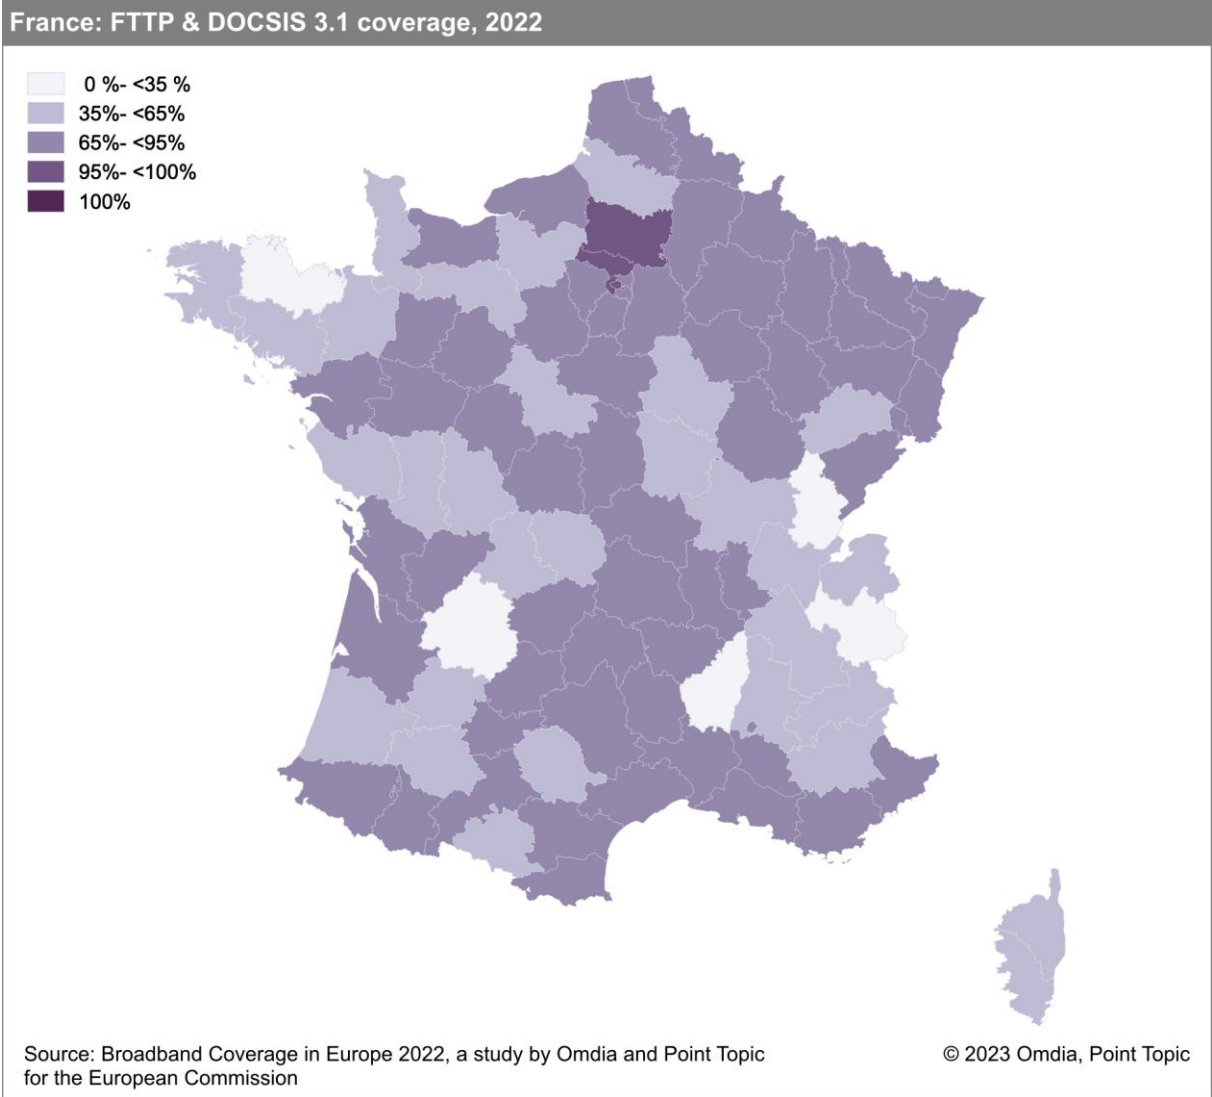 France: FTTP & DOCSIS 3.1 coverage, 2022
0 %- <35 %
35%- <65%
65%- <95%
95%- <100%
100%
Source: Broadband Coverage in Europe 2022, a study by Omdia and Point Topic
for the European Commission
© 2023 Omdia, Point Topic